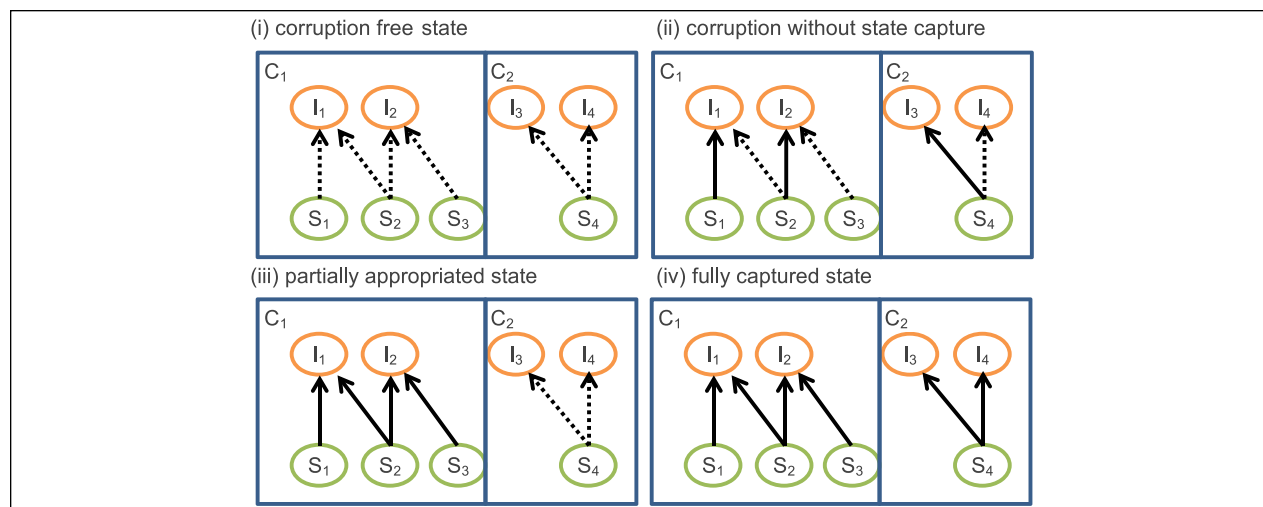 (i) corruption free state (ii) corruption without state capture
C₁ C₂ C₁ C₂
I₁ I₂ I₃ I₄ I₁ I₂ I₃ I₄
S₁ S₂ S₃ S₄ S₁ S₂ S₃ S₄
(iii) partially appropriated state (iv) fully captured state
C₁ C₂ C₁ C₂
I₁ I₂ I₃ I₄ I₁ I₂ I₃ I₄
S₁ S₂ S₃ S₄ S₁ S₂ S₃ S₄